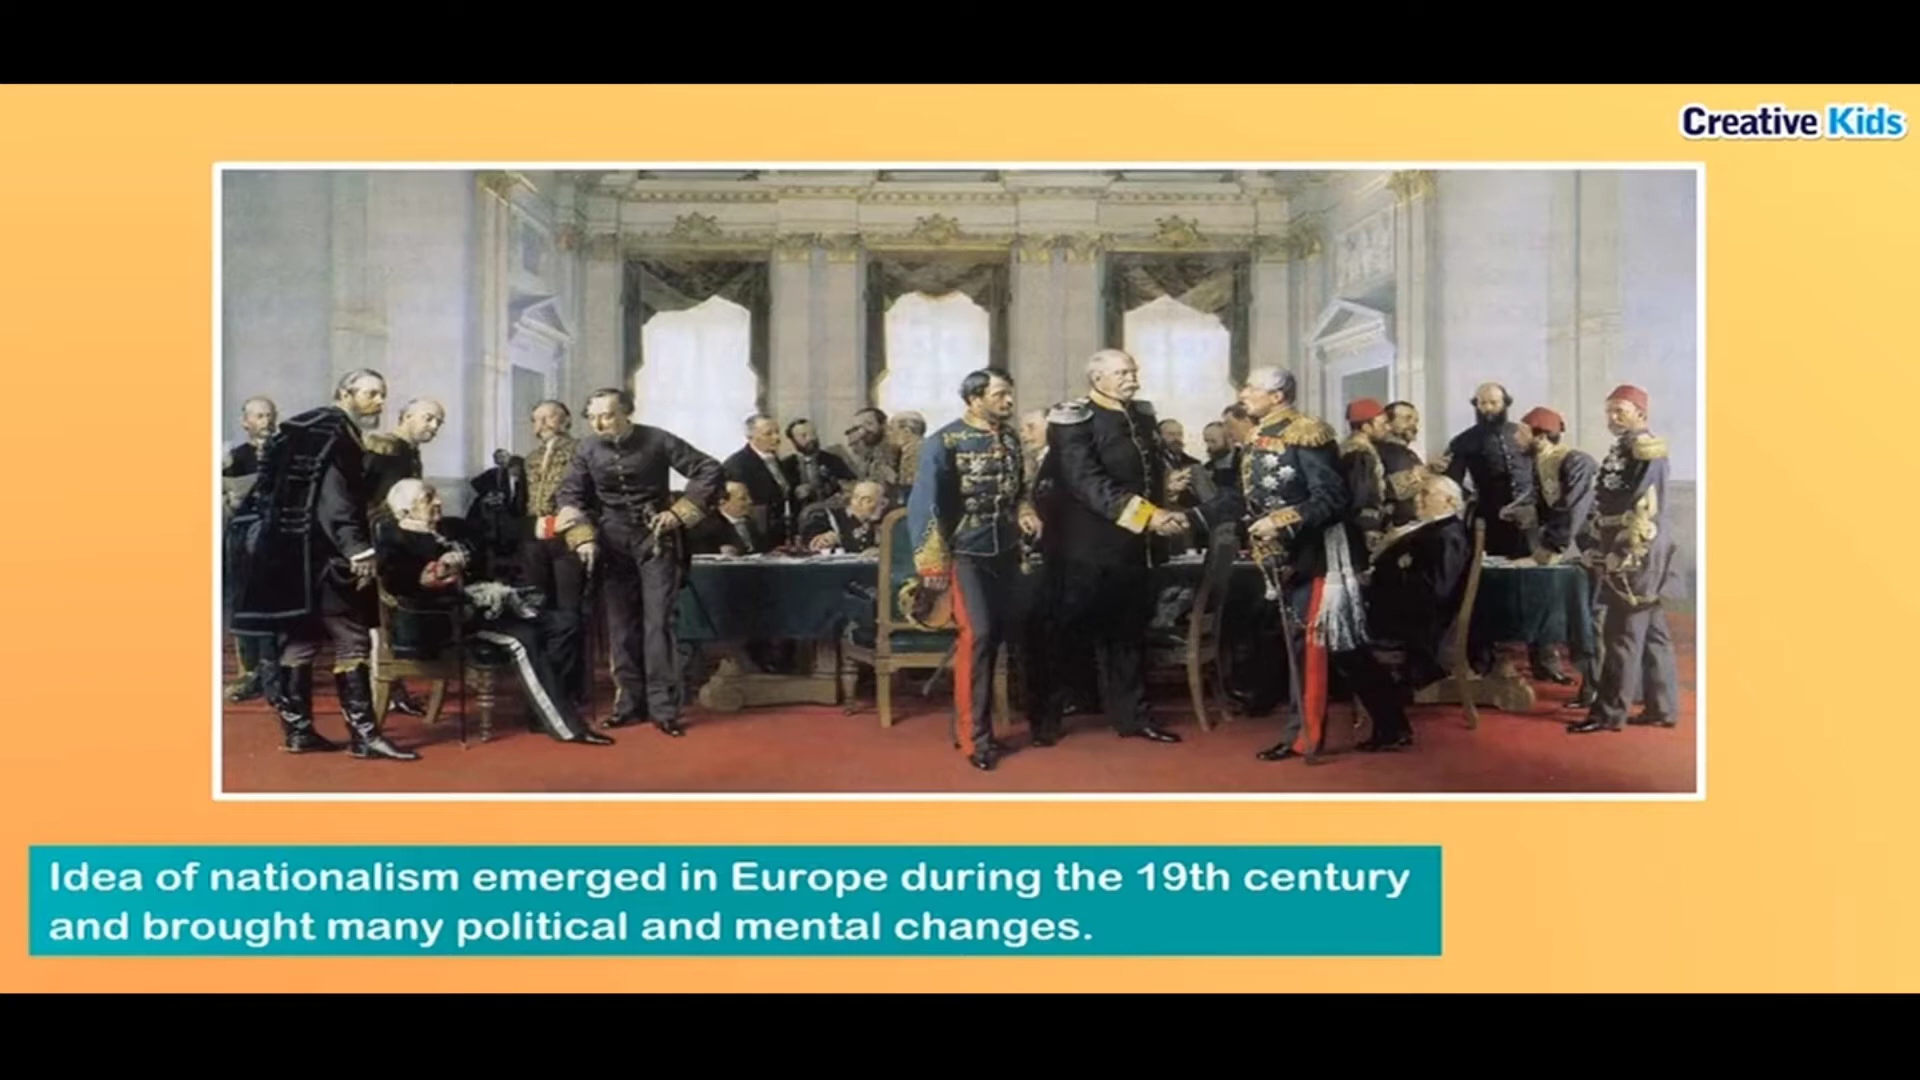 Creative Kids
Idea of nationalism emerged in Europe during the 19th century
and brought many political and mental changes.